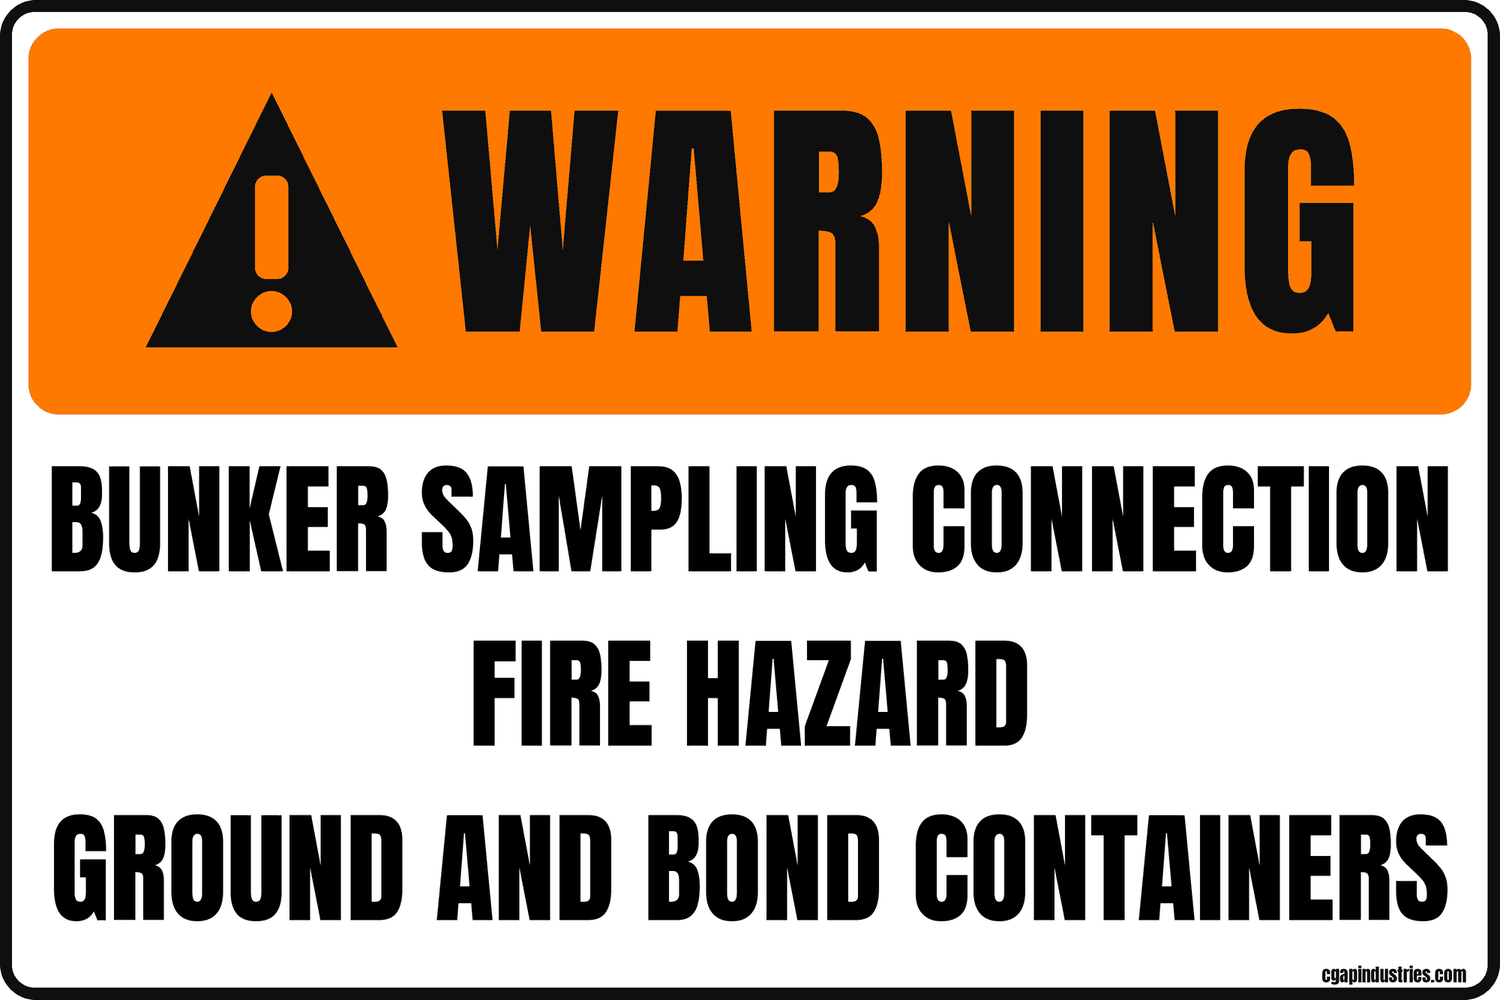 WARNING
BUNKER SAMPLING CONNECTION
FIRE HAZARD
GROUND AND BOND CONTAINERS
cgapindustries.com